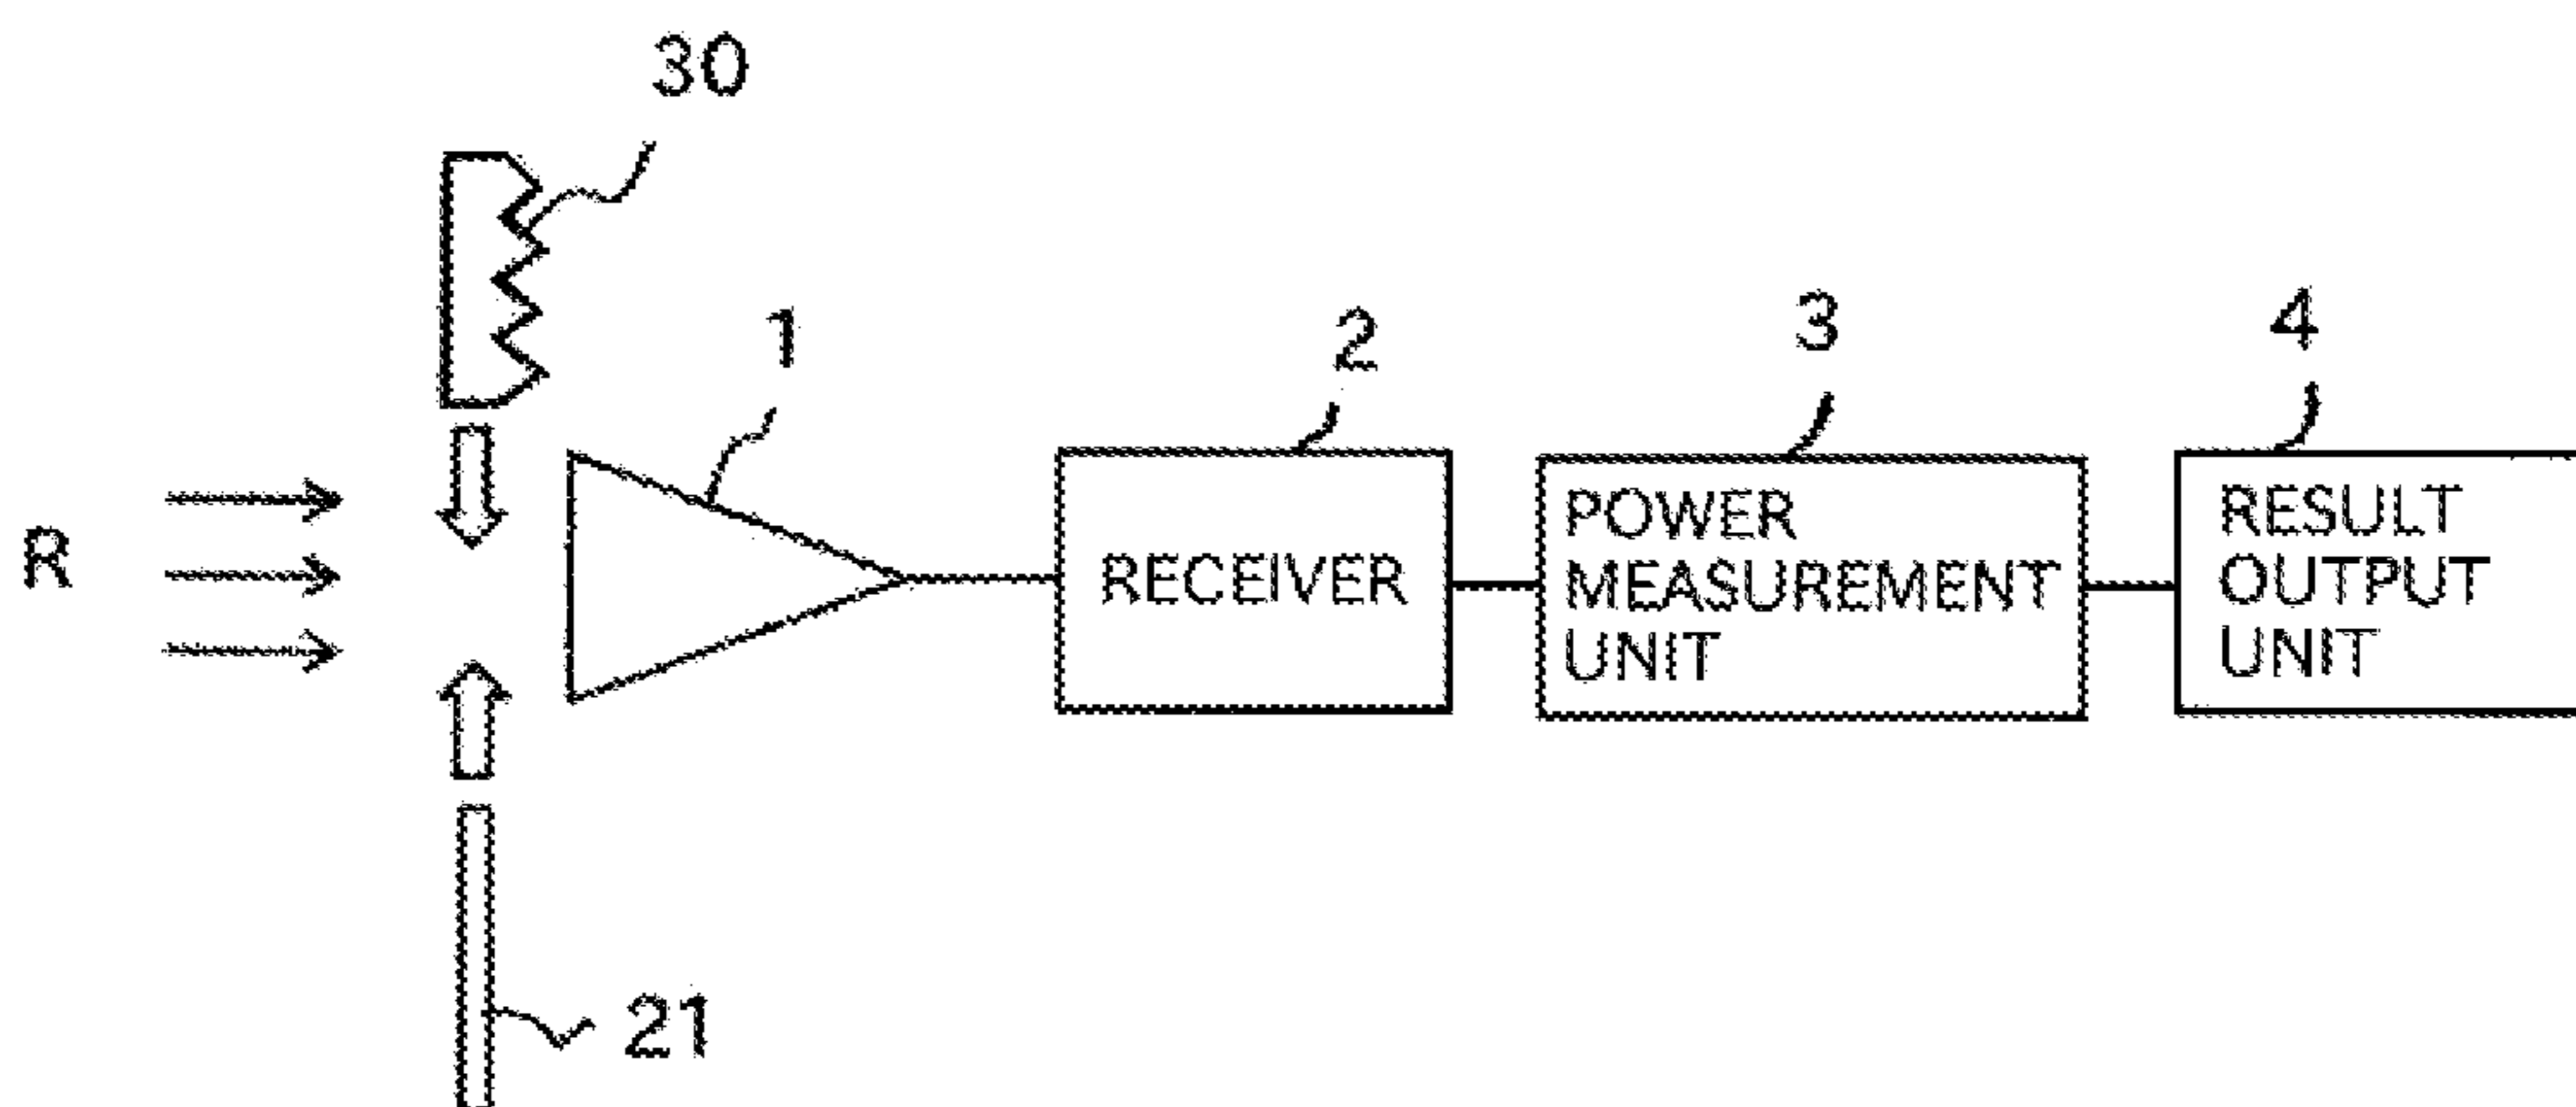 30
1
2
3
4
R
RECEIVER
POWER
MEASUREMENT
UNIT
RESULT
OUTPUT
UNIT
21